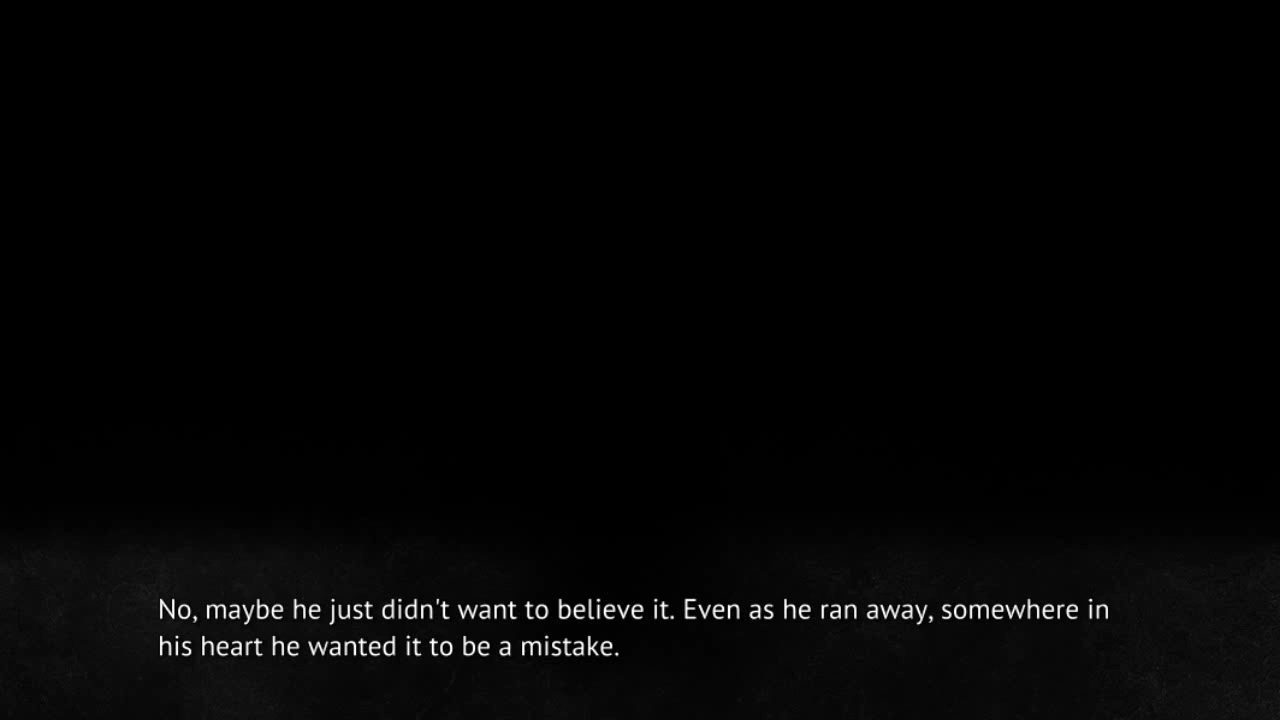 No, maybe he just didn't want to believe it. Even as he ran away, somewhere in
his heart he wanted it to be a mistake.